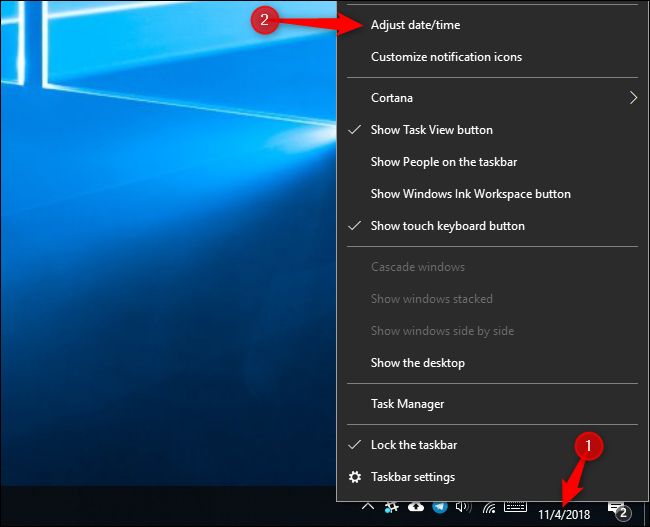 2
Adjust date/time
Customize notification icons
Cortana
Show Task View button
Show People on the taskbar
Show Windows Ink Workspace button
Show touch keyboard button
Cascade windows
Show windows stacked
Show windows side by side
Show the desktop
Task Manager
Lock the taskbar
1
Taskbar settings
11/4/2018
2